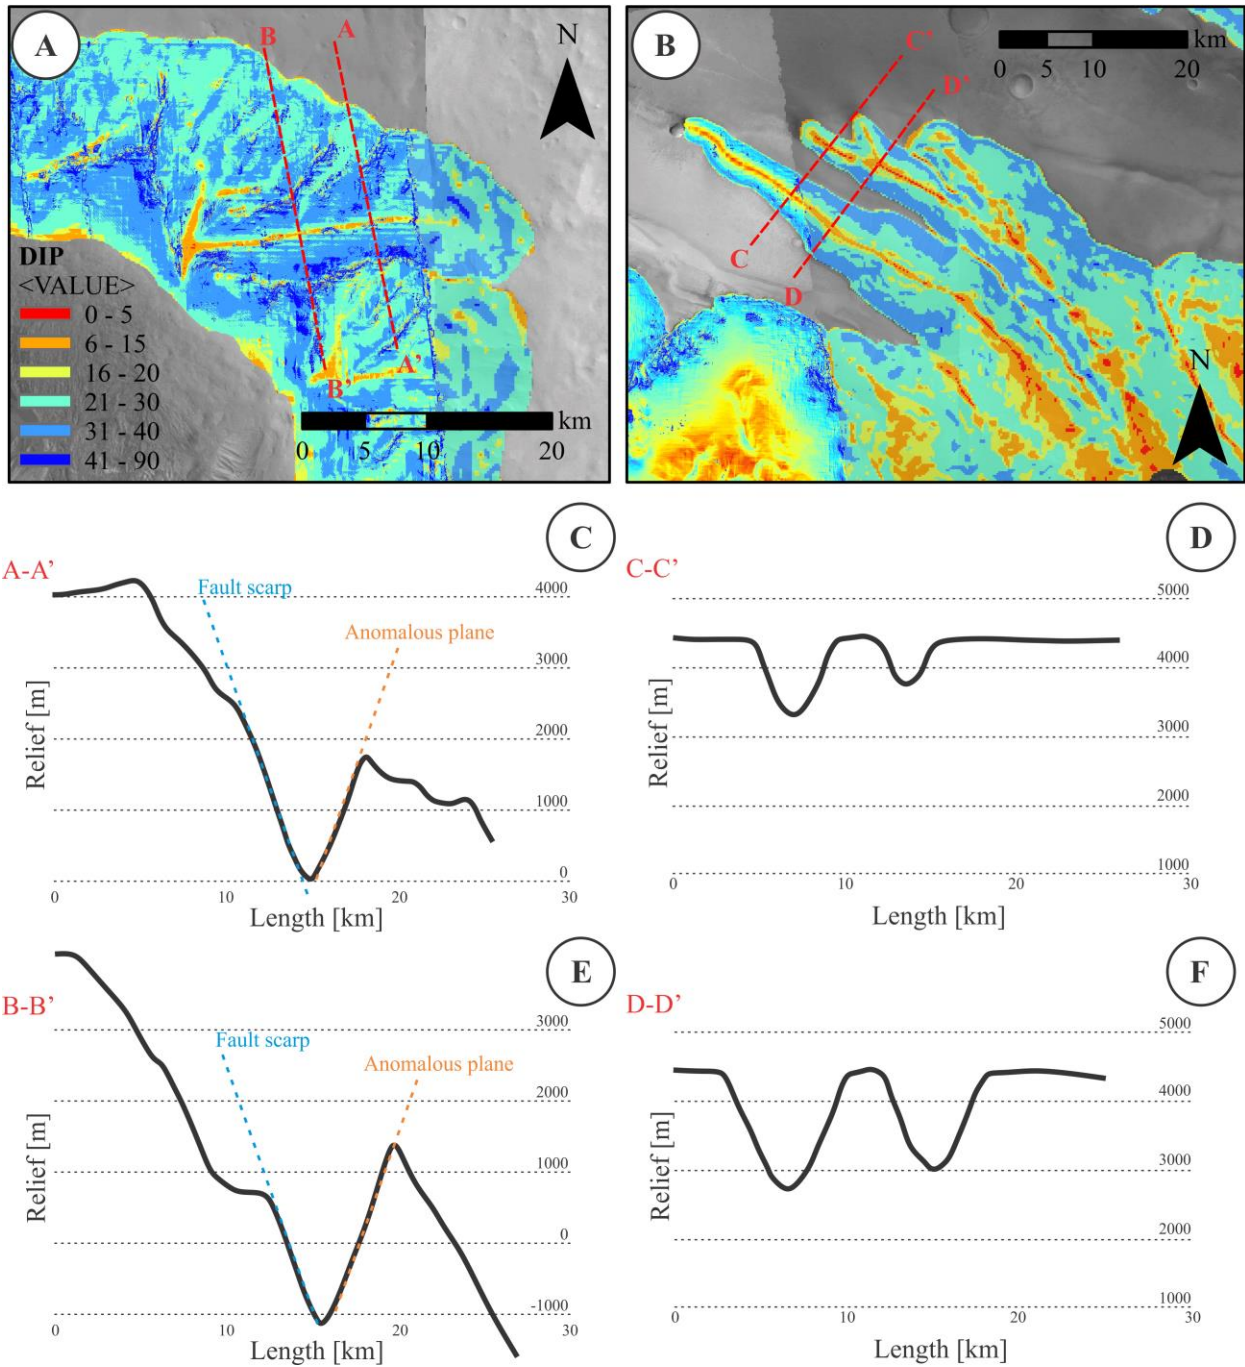 A
B
A
N
DIP
<VALUE>
0 - 5
6 - 15
16 - 20
21 - 30
31 - 40
41 - 90
A'
B'
km
0 5 10 20
B
C'
D'
km
0 5 10 20
C
D
N
C
A-A'
Fault scarp
Anomalous plane
4000
3000
2000
1000
0
Relief [m]
0 10 20 30
Length [km]
D
C-C'
5000
4000
3000
2000
1000
Relief [m]
0 10 20 30
Length [km]
E
B-B'
Fault scarp
Anomalous plane
3000
2000
1000
0
-1000
Relief [m]
0 10 20 30
Length [km]
F
D-D'
5000
4000
3000
2000
1000
Relief [m]
0 10 20 30
Length [km]